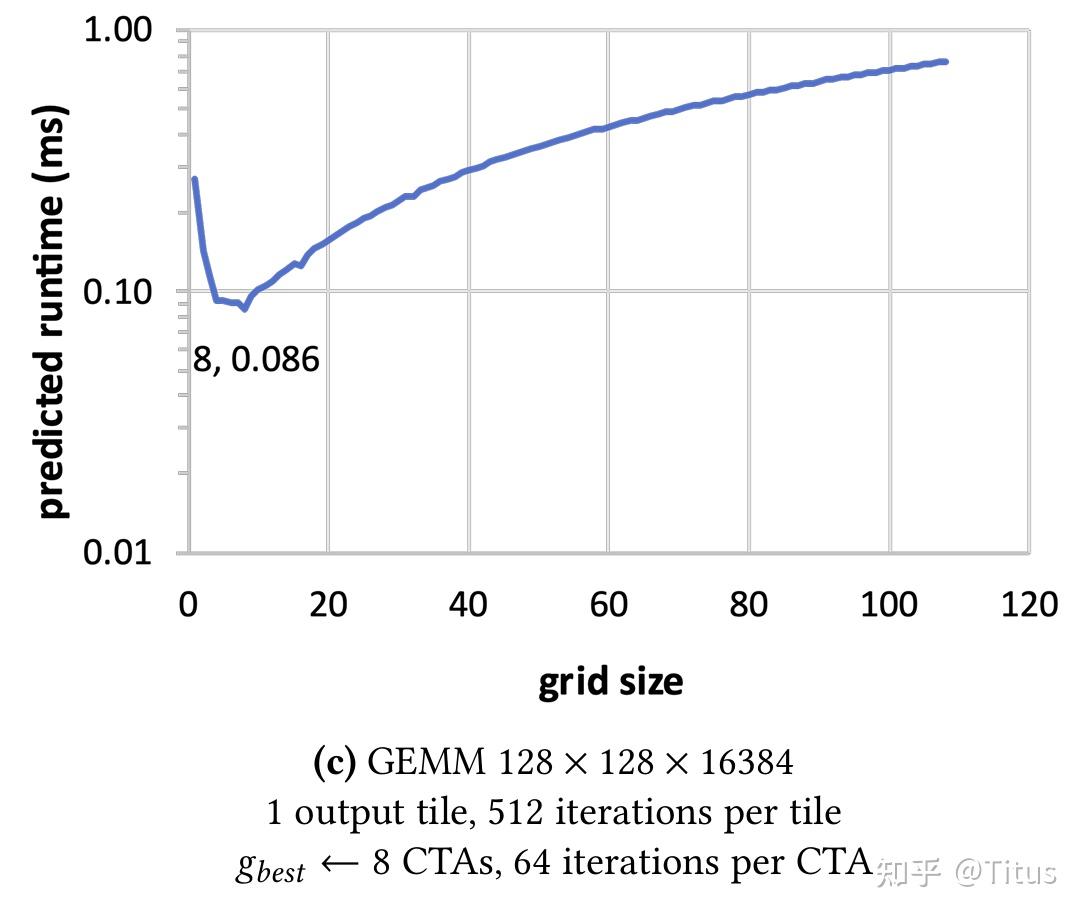 1.00
0.10
0.01
predicted runtime (ms)
8, 0.086
0 20 40 60 80 100 120
grid size
(c) GEMM 128 × 128 × 16384
1 output tile, 512 iterations per tile
g_best ← 8 CTAs, 64 iterations per CTA
知乎 @Titus